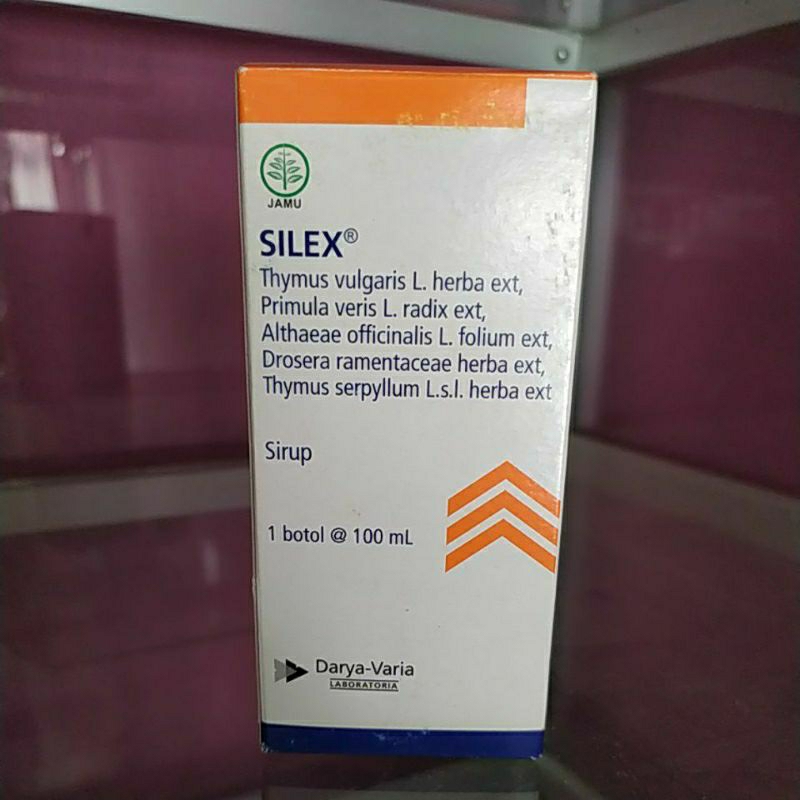 JAMU
SILEX®
Thymus vulgaris L. herba ext,
Primula veris L. radix ext,
Althaeae officinalis L. folium ext,
Drosera ramentaceae herba ext,
Thymus serpyllum L.s.l. herba ext
Sirup
1 botol @ 100 mL
Darya-Varia
LABORATORIA